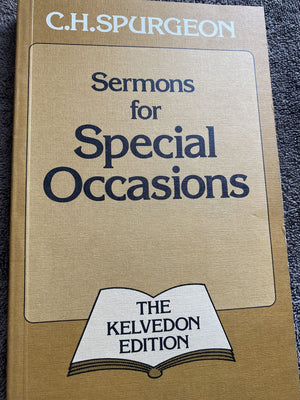 C.H.SPURGEON
Sermons
for
Special
Occasions
THE
KELVEDON
EDITION